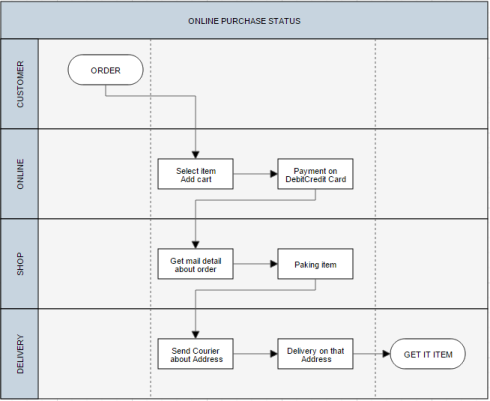 ONLINE PURCHASE STATUS
CUSTOMER
ORDER
ONLINE
Select item
Add cart
Payment on
DebitCredit Card
SHOP
Get mail detail
about order
Paking item
DELIVERY
Send Courier
about Address
Delivery on that
Address
GET IT ITEM